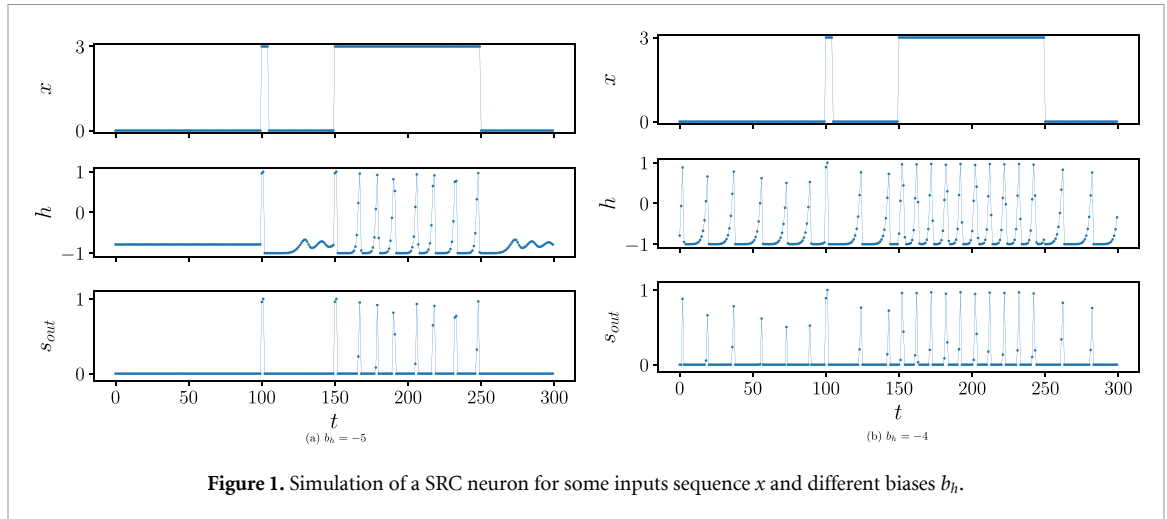 x
3
0
h
1
0
−1
s_out
1
0
0 50 100 150 200 250 300
t
(a) b_h = −5
x
3
0
h
1
0
−1
s_out
1
0
0 50 100 150 200 250 300
t
(b) b_h = −4
Figure 1. Simulation of a SRC neuron for some inputs sequence x and different biases b_h.